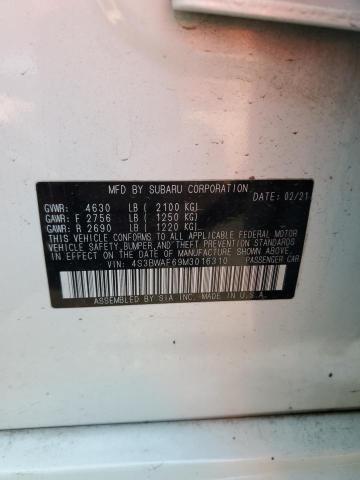 MFD BY SUBARU CORPORATION
DATE: 02/21
GVWR: 4630 LB ( 2100 KG)
GAWR: F 2756 LB ( 1250 KG)
GAWR: R 2690 LB ( 1220 KG)
THIS VEHICLE CONFORMS TO ALL APPLICABLE FEDERAL MOTOR
VEHICLE SAFETY, BUMPER, AND THEFT PREVENTION STANDARDS
IN EFFECT ON THE DATE OF MANUFACTURE SHOWN ABOVE.
VIN: 4S3BWAF69M3016310 PASSENGER CAR
ASSEMBLED BY SIA INC. MADE IN U.S.A.